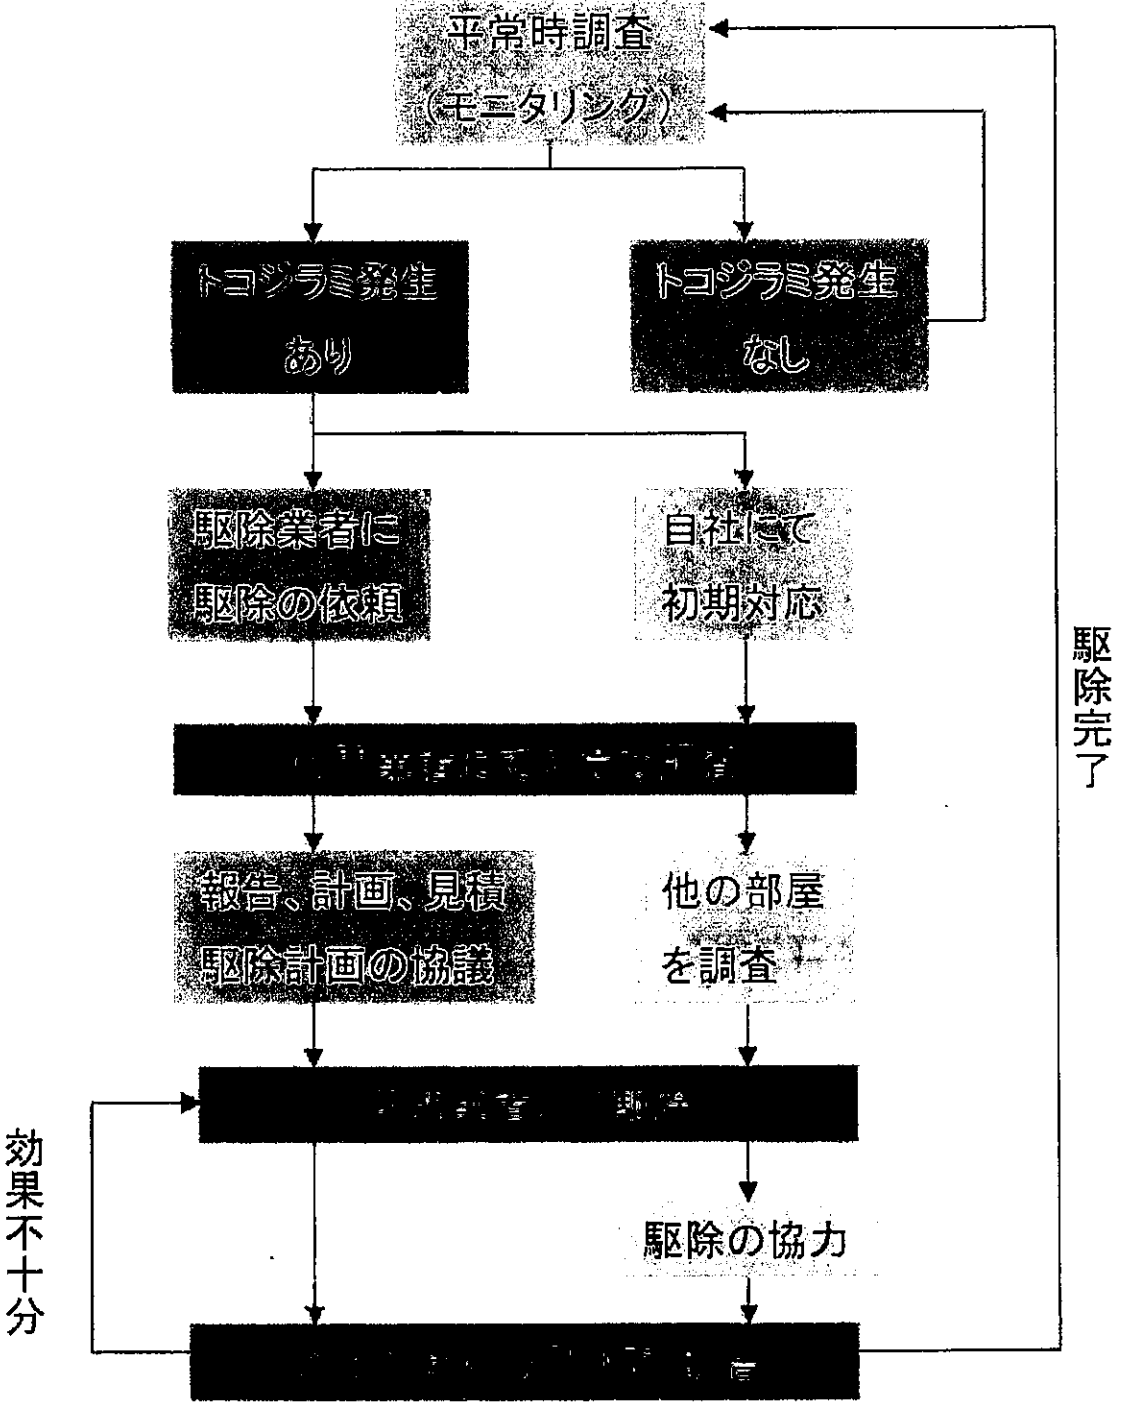 平常時調査
(モニタリング)
トコジラミ発生
あり
トコジラミ発生
なし
駆除業者に
駆除の依頼
自社にて
初期対応
報告、計画、見積
駆除計画の協議
他の部屋
を調査
駆除の協力
効果不十分
駆除完了